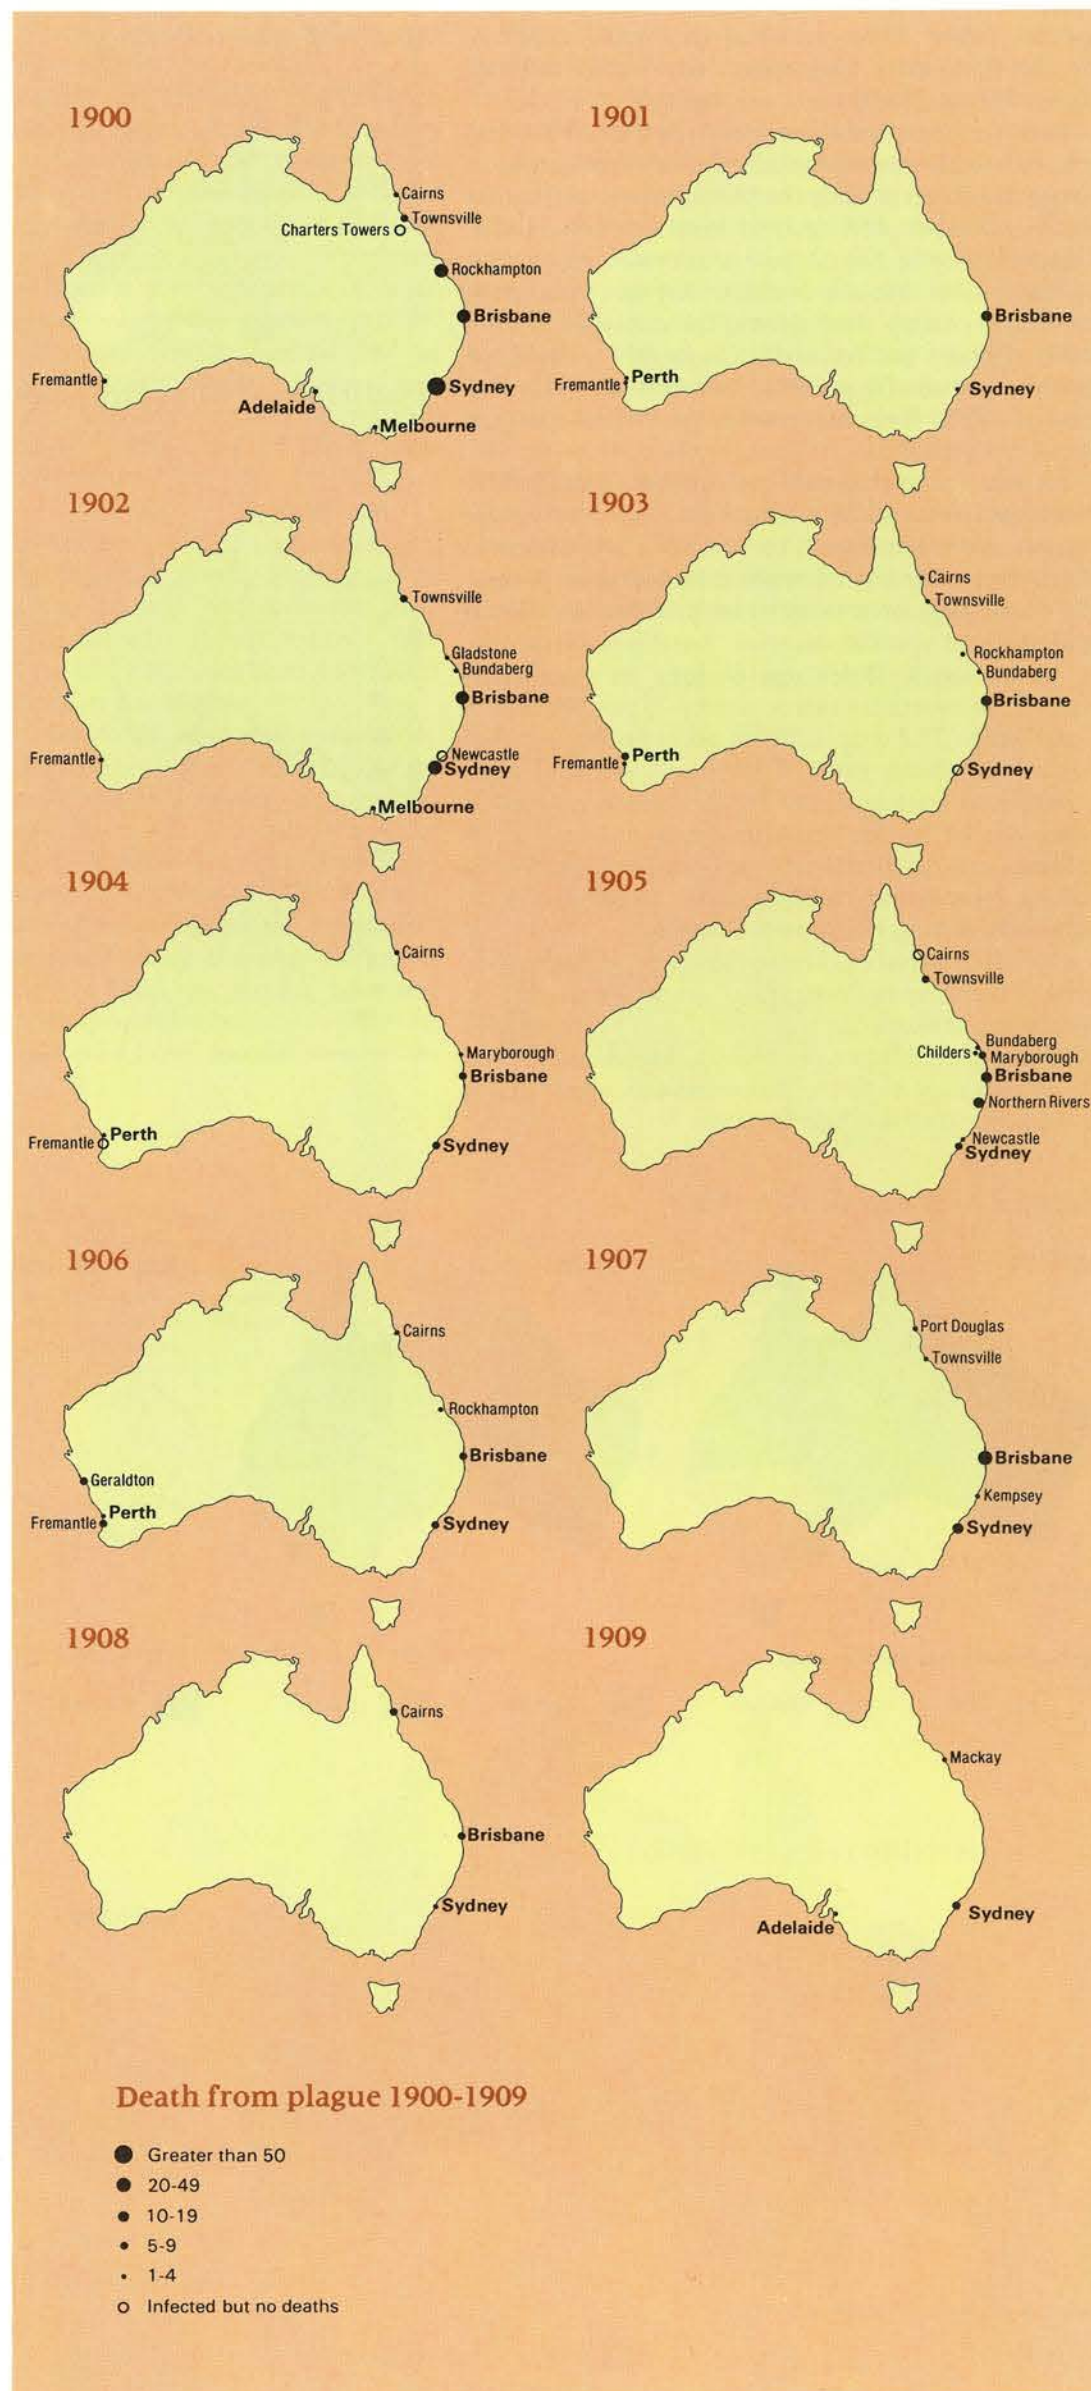 1900
Cairns
Townsville
Charters Towers
Rockhampton
Brisbane
Fremantle
Sydney
Adelaide
Melbourne
1901
Brisbane
Perth
Fremantle
Sydney
1902
Townsville
Gladstone
Bundaberg
Brisbane
Newcastle
Fremantle
Sydney
Melbourne
1903
Cairns
Townsville
Rockhampton
Bundaberg
Brisbane
Perth
Fremantle
Sydney
1904
Cairns
Maryborough
Brisbane
Perth
Fremantle
Sydney
1905
Cairns
Townsville
Bundaberg
Childers
Maryborough
Brisbane
Northern Rivers
Newcastle
Sydney
1906
Cairns
Rockhampton
Brisbane
Geraldton
Perth
Fremantle
Sydney
1907
Port Douglas
Townsville
Brisbane
Kempsey
Sydney
1908
Cairns
Brisbane
Sydney
1909
Mackay
Sydney
Adelaide
Death from plague 1900-1909
Greater than 50
20-49
10-19
5-9
1-4
Infected but no deaths